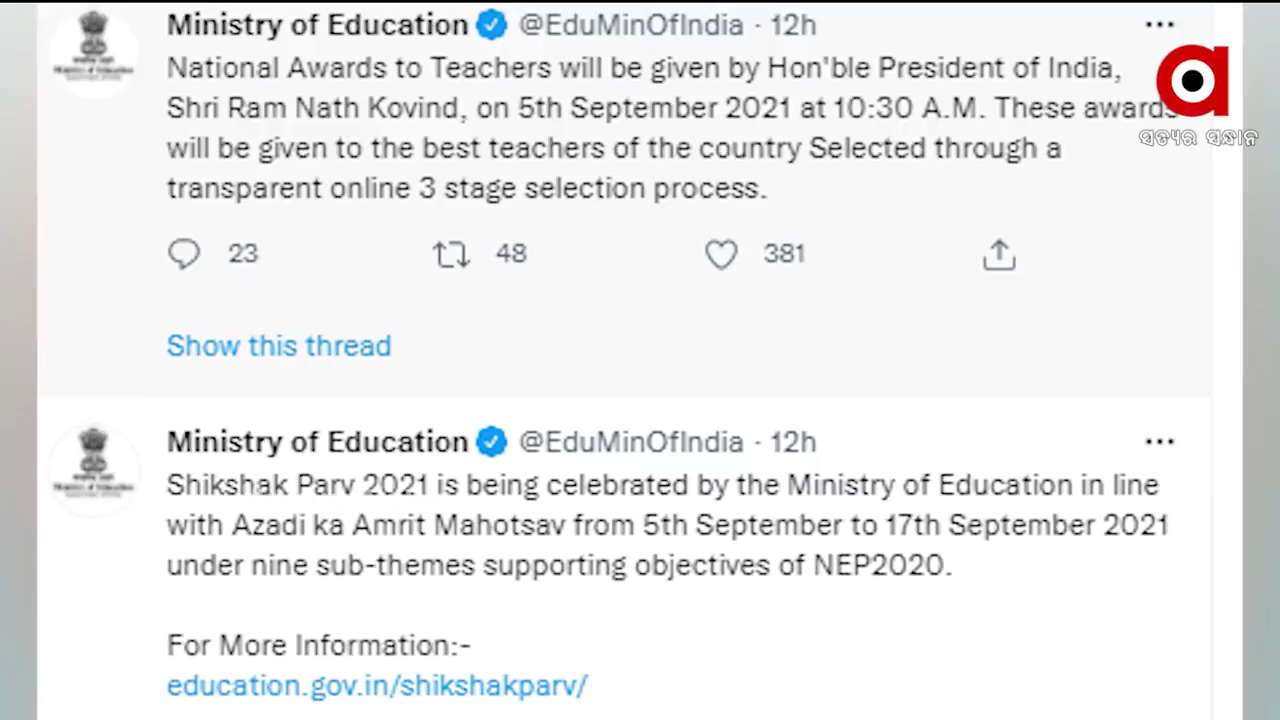 Ministry of Education @EduMinOfIndia · 12h
National Awards to Teachers will be given by Hon'ble President of India,
Shri Ram Nath Kovind, on 5th September 2021 at 10:30 A.M. These awards
will be given to the best teachers of the country Selected through a
transparent online 3 stage selection process.
23 48 381
Show this thread
Ministry of Education @EduMinOfIndia · 12h
Shikshak Parv 2021 is being celebrated by the Ministry of Education in line
with Azadi ka Amrit Mahotsav from 5th September to 17th September 2021
under nine sub-themes supporting objectives of NEP2020.
For More Information:-
education.gov.in/shikshakparv/
a
ସତ୍ୟର ସନ୍ଧାନ